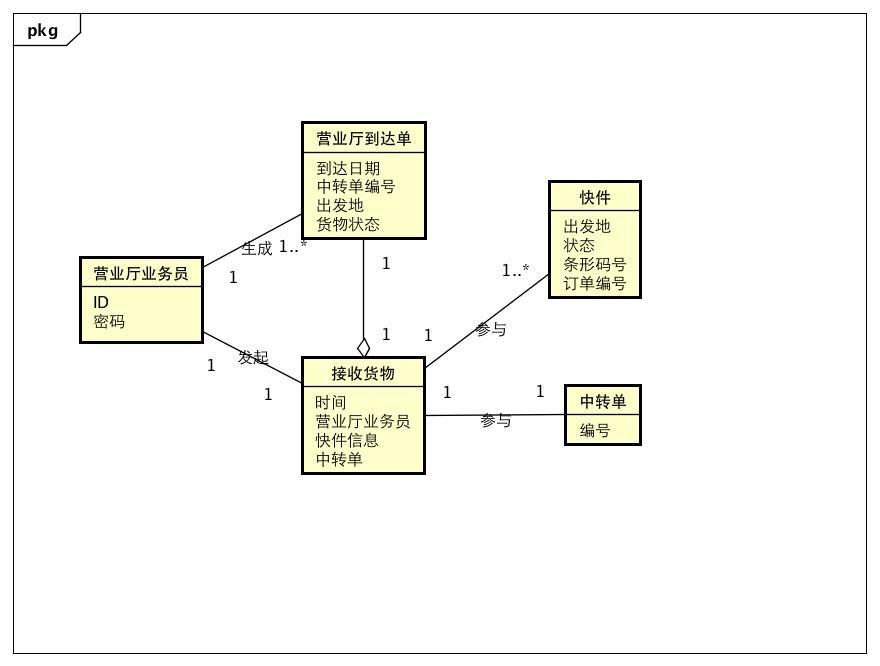 pkg
营业厅到达单
到达日期
中转单编号
出发地
货物状态
快件
出发地
状态
条形码号
订单编号
生成
1..*
1
营业厅业务员
ID
密码
1
1..*
发起
1
1
1
1
参与
接收货物
时间
营业厅业务员
快件信息
中转单
1
1
参与
中转单
编号